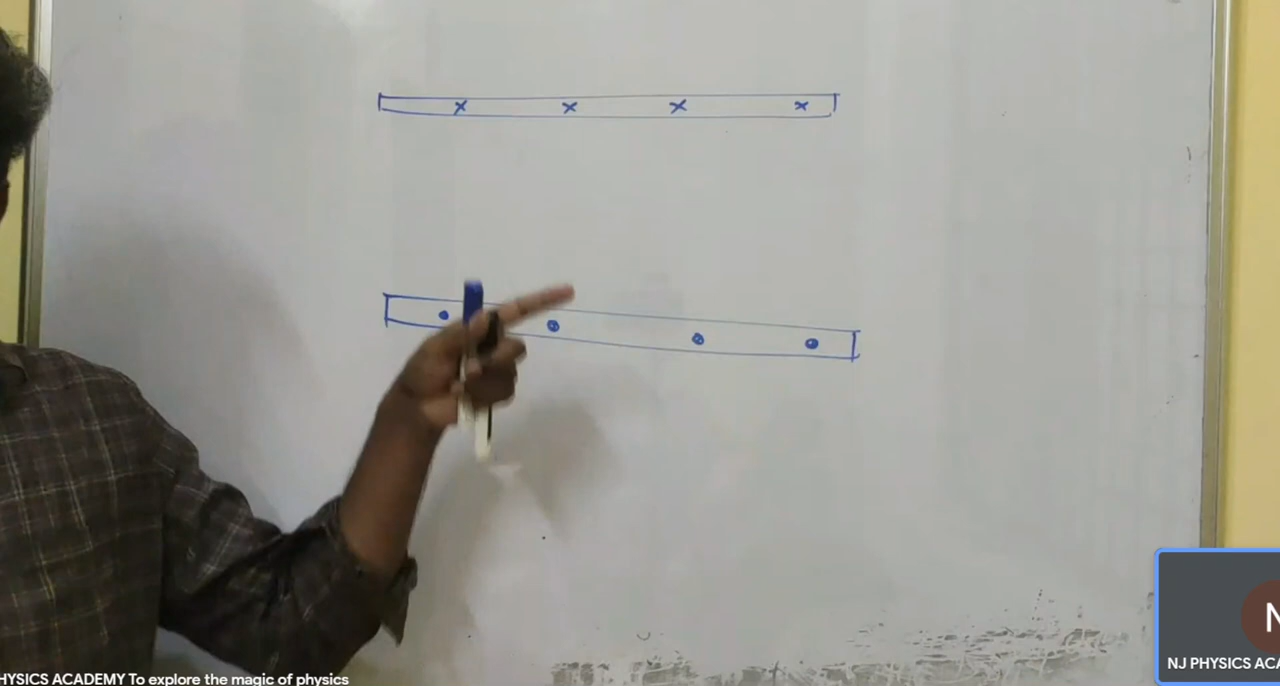 x x x x
HYSICS ACADEMY To explore the magic of physics
N
NJ PHYSICS ACA